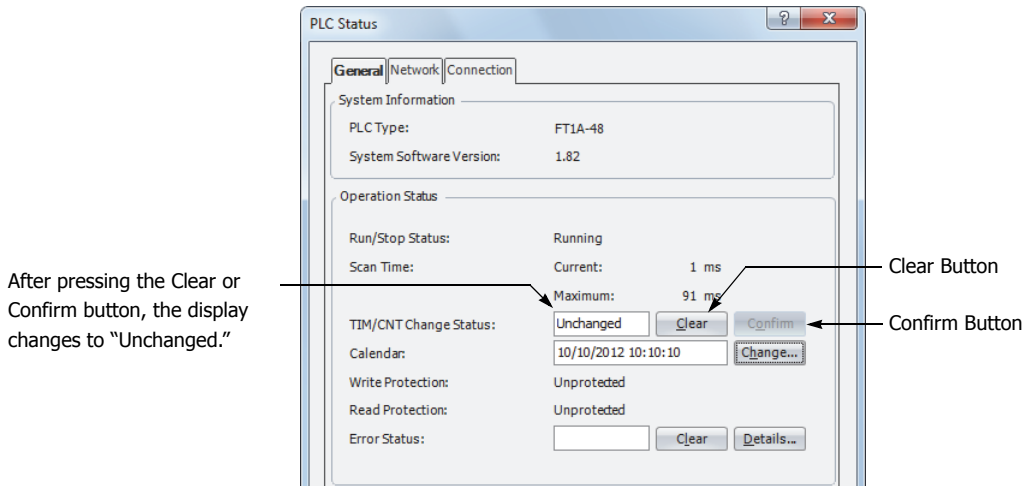 PLC Status
General Network Connection
System Information
PLC Type: FT1A-48
System Software Version: 1.82
Operation Status
Run/Stop Status: Running
Scan Time: Current: 1 ms
Maximum: 91 ms
TIM/CNT Change Status: Unchanged Clear Confirm
Calendar: 10/10/2012 10:10:10 Change...
Write Protection: Unprotected
Read Protection: Unprotected
Error Status: Clear Details...
After pressing the Clear or
Confirm button, the display
changes to “Unchanged.”
Clear Button
Confirm Button